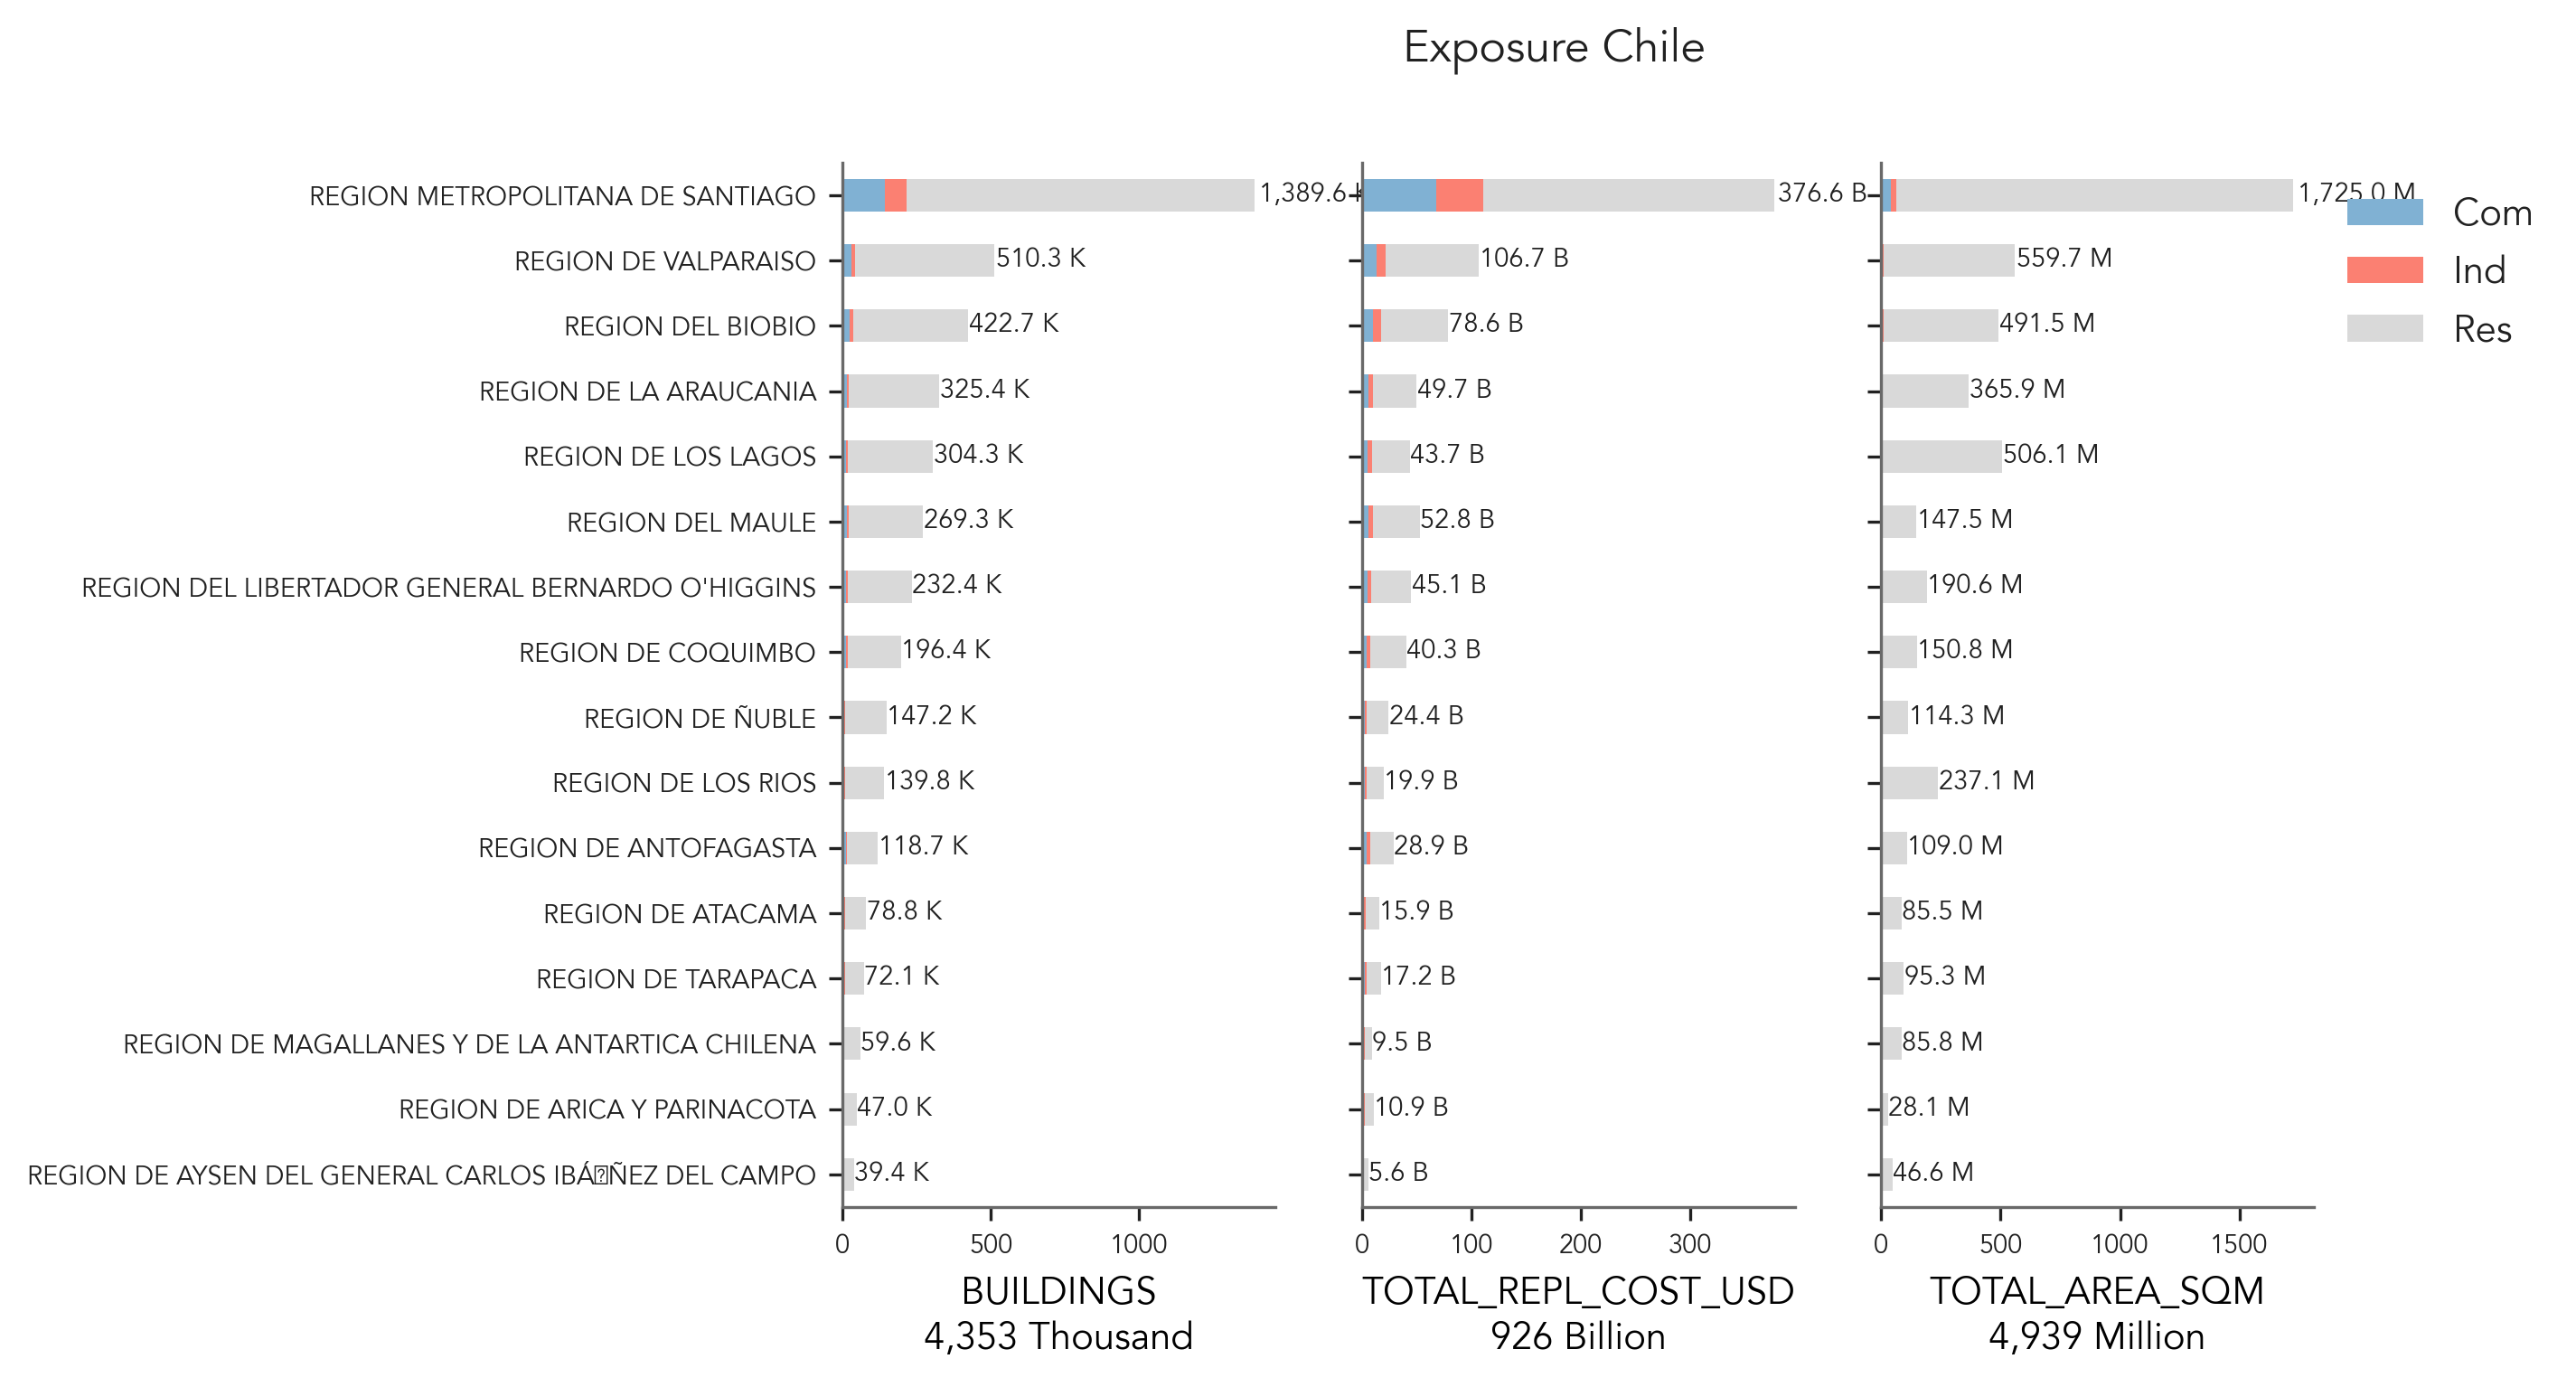 Exposure Chile
REGION METROPOLITANA DE SANTIAGO 1,389.6 K 376.6 B 1,725.0 M
REGION DE VALPARAISO 510.3 K 106.7 B 559.7 M
REGION DEL BIOBIO 422.7 K 78.6 B 491.5 M
REGION DE LA ARAUCANIA 325.4 K 49.7 B 365.9 M
REGION DE LOS LAGOS 304.3 K 43.7 B 506.1 M
REGION DEL MAULE 269.3 K 52.8 B 147.5 M
REGION DEL LIBERTADOR GENERAL BERNARDO O'HIGGINS 232.4 K 45.1 B 190.6 M
REGION DE COQUIMBO 196.4 K 40.3 B 150.8 M
REGION DE ÑUBLE 147.2 K 24.4 B 114.3 M
REGION DE LOS RIOS 139.8 K 19.9 B 237.1 M
REGION DE ANTOFAGASTA 118.7 K 28.9 B 109.0 M
REGION DE ATACAMA 78.8 K 15.9 B 85.5 M
REGION DE TARAPACA 72.1 K 17.2 B 95.3 M
REGION DE MAGALLANES Y DE LA ANTARTICA CHILENA 59.6 K 9.5 B 85.8 M
REGION DE ARICA Y PARINACOTA 47.0 K 10.9 B 28.1 M
REGION DE AYSEN DEL GENERAL CARLOS IBÁ�ÑEZ DEL CAMPO 39.4 K 5.6 B 46.6 M
Com
Ind
Res
0 500 1000
BUILDINGS
4,353 Thousand
0 100 200 300
TOTAL_REPL_COST_USD
926 Billion
0 500 1000 1500
TOTAL_AREA_SQM
4,939 Million